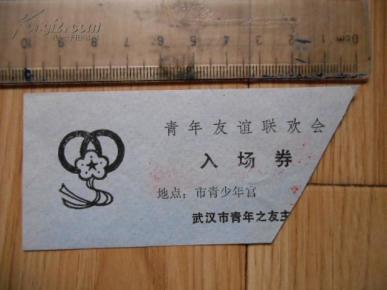 青年友谊联欢会
入场券
地点：市青少年宫
武汉市青年之友主